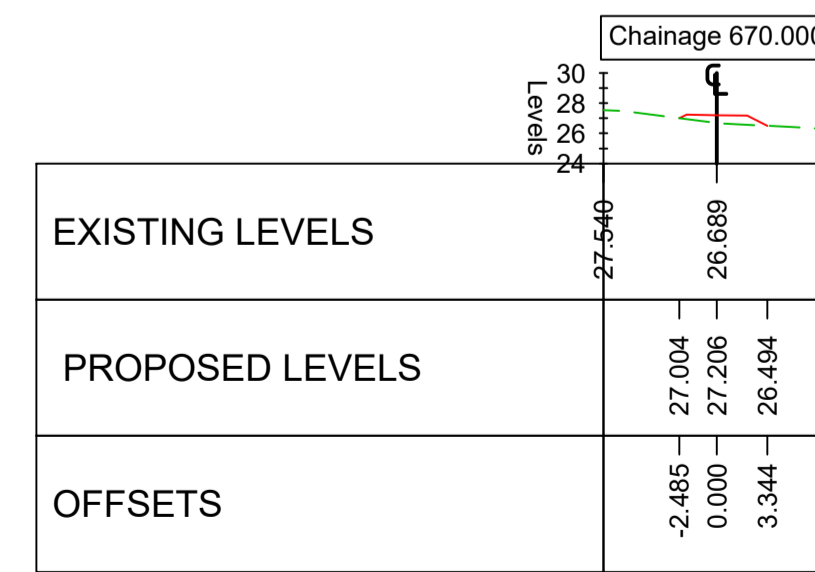 Chainage 670.000
℄
Levels
30
28
26
24
EXISTING LEVELS 27.540 26.689
PROPOSED LEVELS 27.004 27.206 26.494
OFFSETS -2.485 0.000 3.344